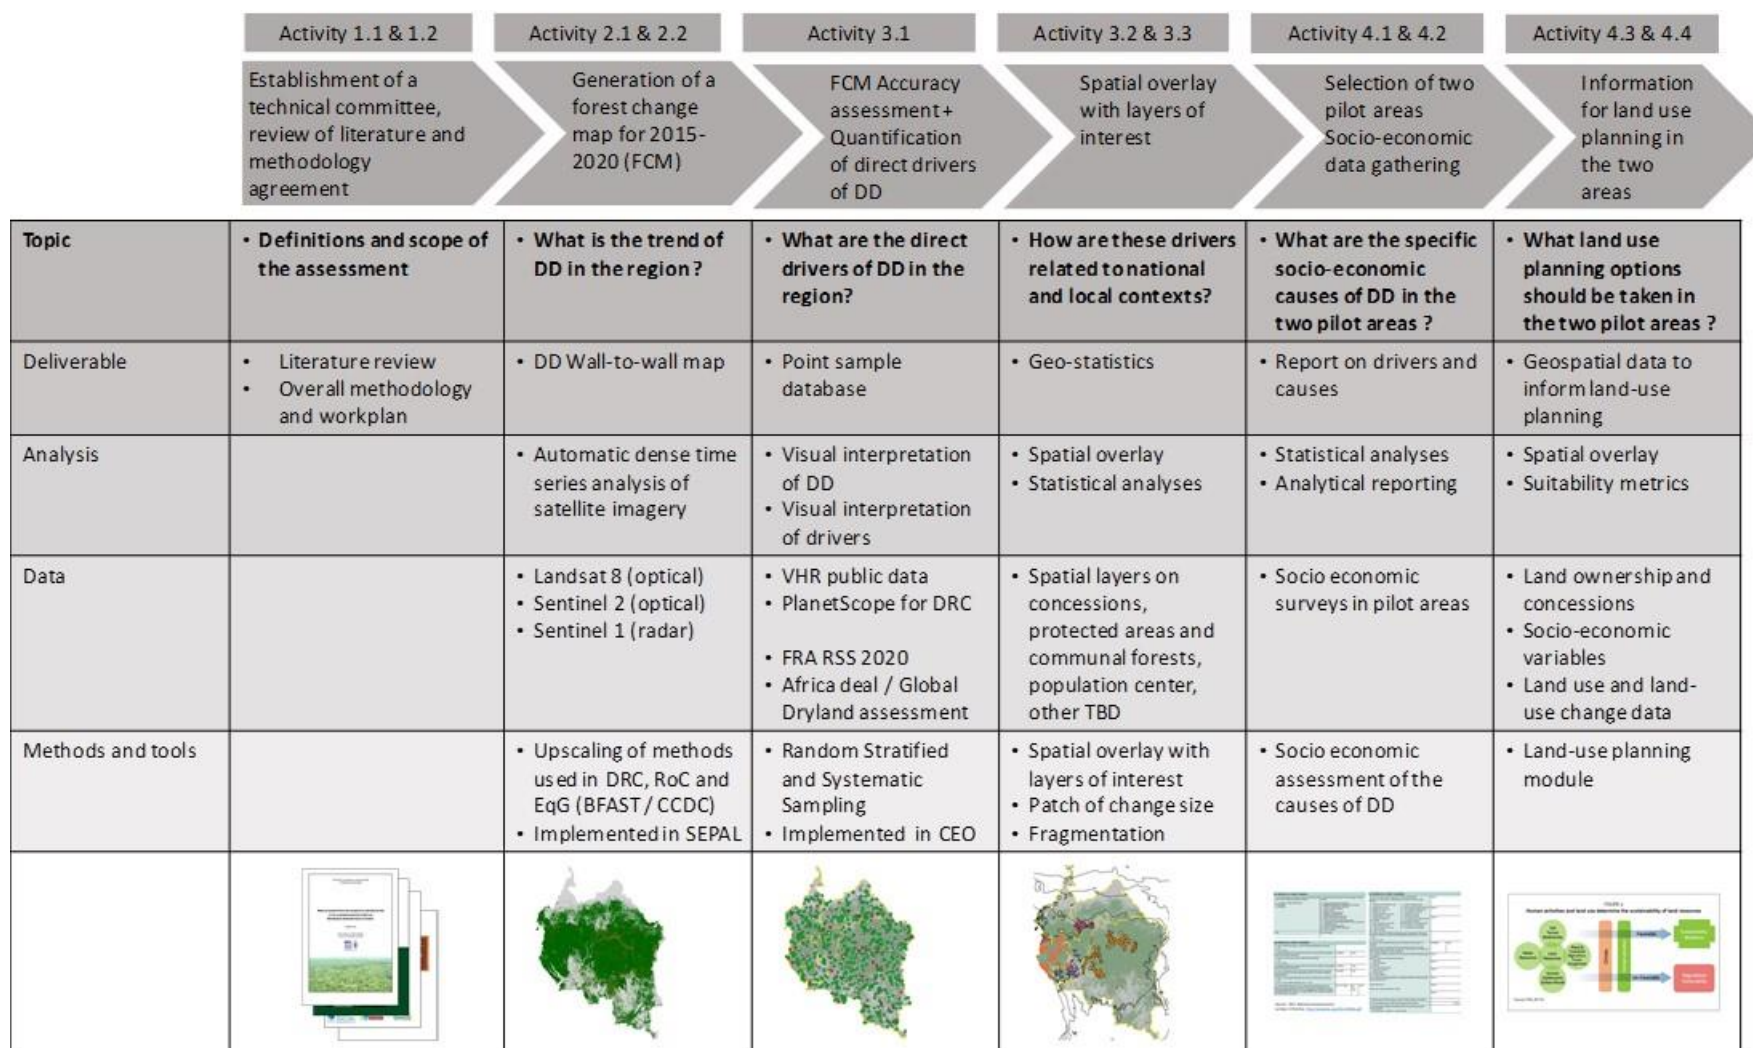 Activity 1.1 & 1.2
Activity 2.1 & 2.2
Activity 3.1
Activity 3.2 & 3.3
Activity 4.1 & 4.2
Activity 4.3 & 4.4
Establishment of a
technical committee,
review of literature and
methodology
agreement
Generation of a
forest change
map for 2015-
2020 (FCM)
FCM Accuracy
assessment +
Quantification
of direct drivers
of DD
Spatial overlay
with layers of
interest
Selection of two
pilot areas
Socio-economic
data gathering
Information
for land use
planning in
the two
areas
Topic
• Definitions and scope of
the assessment
• What is the trend of
DD in the region ?
• What are the direct
drivers of DD in the
region?
• How are these drivers
related to national
and local contexts?
• What are the specific
socio-economic
causes of DD in the
two pilot areas ?
• What land use
planning options
should be taken in
the two pilot areas ?
Deliverable
• Literature review
• Overall methodology
and workplan
• DD Wall-to-wall map
• Point sample
database
• Geo-statistics
• Report on drivers and
causes
• Geospatial data to
inform land-use
planning
Analysis
• Automatic dense time
series analysis of
satellite imagery
• Visual interpretation
of DD
• Visual interpretation
of drivers
• Spatial overlay
• Statistical analyses
• Statistical analyses
• Analytical reporting
• Spatial overlay
• Suitability metrics
Data
• Landsat 8 (optical)
• Sentinel 2 (optical)
• Sentinel 1 (radar)
• VHR public data
• PlanetScope for DRC
• FRA RSS 2020
• Africa deal / Global
Dryland assessment
• Spatial layers on
concessions,
protected areas and
communal forests,
population center,
other TBD
• Socio economic
surveys in pilot areas
• Land ownership and
concessions
• Socio-economic
variables
• Land use and land-
use change data
Methods and tools
• Upscaling of methods
used in DRC, RoC and
EqG (BFAST / CCDC)
• Implemented in SEPAL
• Random Stratified
and Systematic
Sampling
• Implemented in CEO
• Spatial overlay with
layers of interest
• Patch of change size
• Fragmentation
• Socio economic
assessment of the
causes of DD
• Land-use planning
module
Human activities and land use determine the sustainability of land resources